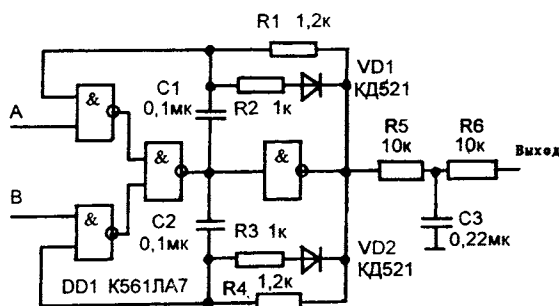 R1 1,2к
VD1
КД521
C1
0,1мк
R2 1к
&
A
R5
10к
R6
10к
Выход
&
&
B
&
C2
0,1мк
R3 1к
C3
0,22мк
VD2
КД521
DD1 К561ЛА7
R4 1,2к